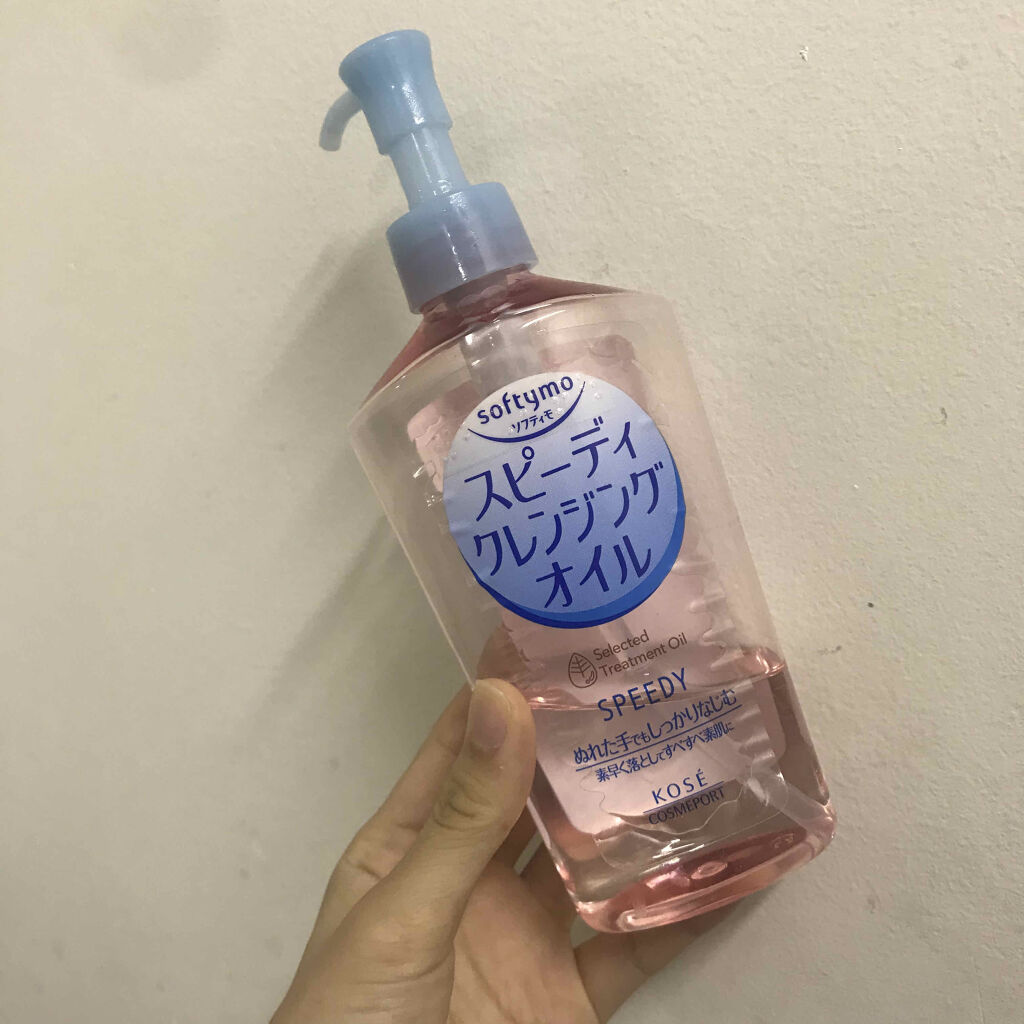 softymo
ソフティモ
スピーディ
クレンジング
オイル
Selected
Treatment Oil
SPEEDY
ぬれた手でもしっかりなじむ
素早く落としてすべすべ素肌に
KOSÉ
COSMEPORT